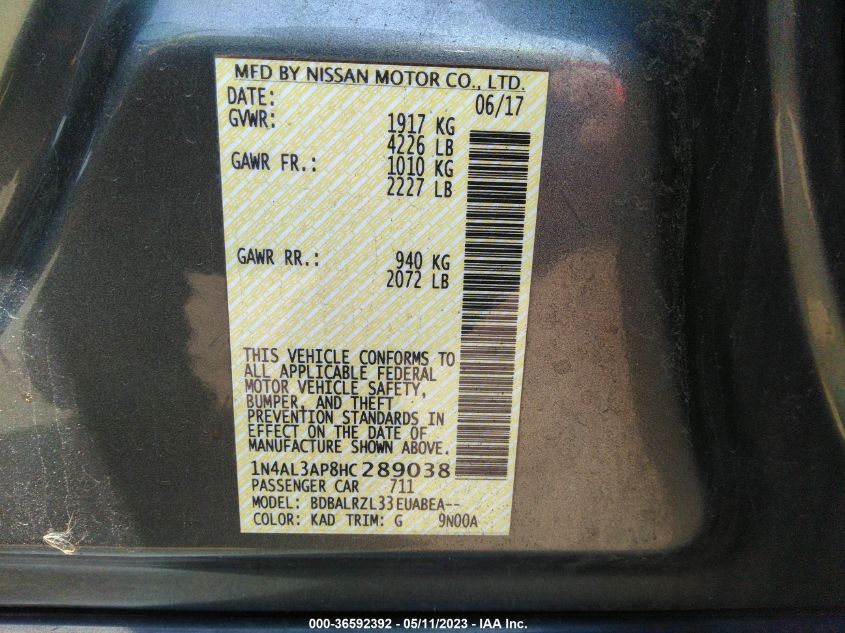 MFD BY NISSAN MOTOR CO., LTD.
DATE: 06/17
GVWR: 1917 KG
4226 LB
GAWR FR.: 1010 KG
2227 LB
GAWR RR.: 940 KG
2072 LB
THIS VEHICLE CONFORMS TO
ALL APPLICABLE FEDERAL
MOTOR VEHICLE SAFETY,
BUMPER, AND THEFT
PREVENTION STANDARDS IN
EFFECT ON THE DATE OF
MANUFACTURE SHOWN ABOVE.
1N4AL3AP8HC289038
PASSENGER CAR 711
MODEL: BDBALRZL33EUABEA--
COLOR: KAD TRIM: G 9N00A
000-36592392 - 05/11/2023 - IAA Inc.